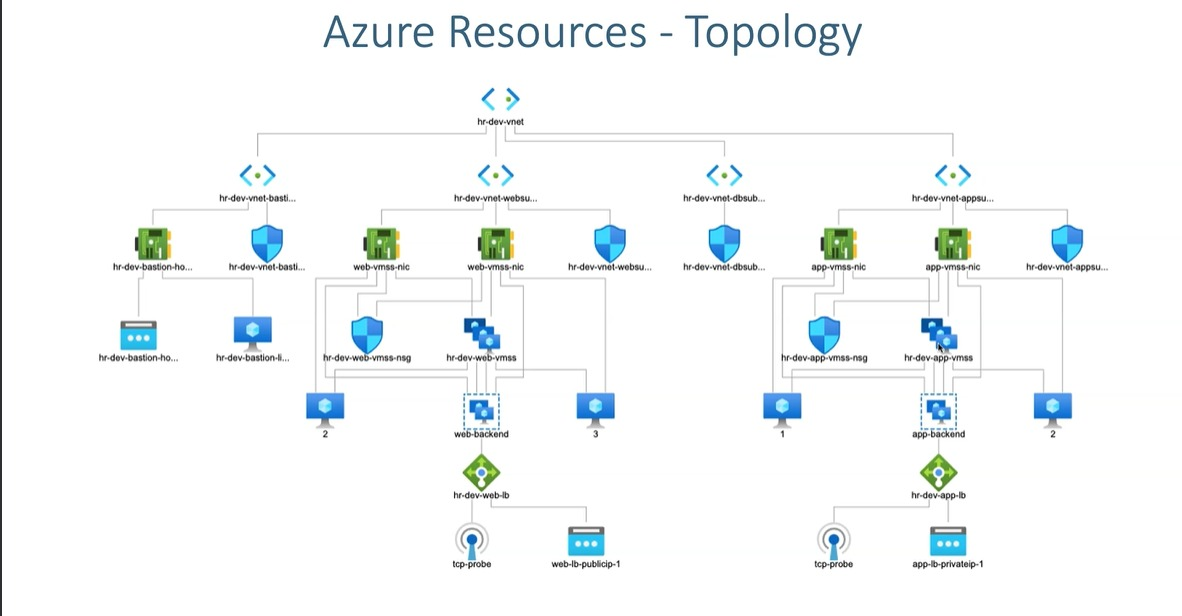 Azure Resources - Topology
hr-dev-vnet
hr-dev-vnet-basti...
hr-dev-vnet-websu...
hr-dev-vnet-dbsub...
hr-dev-vnet-appsu...
hr-dev-bastion-ho...
hr-dev-vnet-basti...
web-vmss-nic
web-vmss-nic
hr-dev-vnet-websu...
hr-dev-vnet-dbsub...
app-vmss-nic
app-vmss-nic
hr-dev-vnet-appsu...
hr-dev-bastion-ho...
hr-dev-bastion-li...
hr-dev-web-vmss-nsg
hr-dev-web-vmss
hr-dev-app-vmss-nsg
hr-dev-app-vmss
2
web-backend
3
1
app-backend
2
hr-dev-web-lb
hr-dev-app-lb
tcp-probe
web-lb-publicip-1
tcp-probe
app-lb-privateip-1